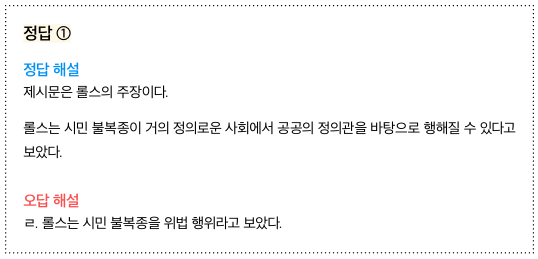 정답 ①
정답 해설
제시문은 롤스의 주장이다.
롤스는 시민 불복종이 거의 정의로운 사회에서 공공의 정의관을 바탕으로 행해질 수 있다고
보았다.
오답 해설
ㄹ. 롤스는 시민 불복종을 위법 행위라고 보았다.